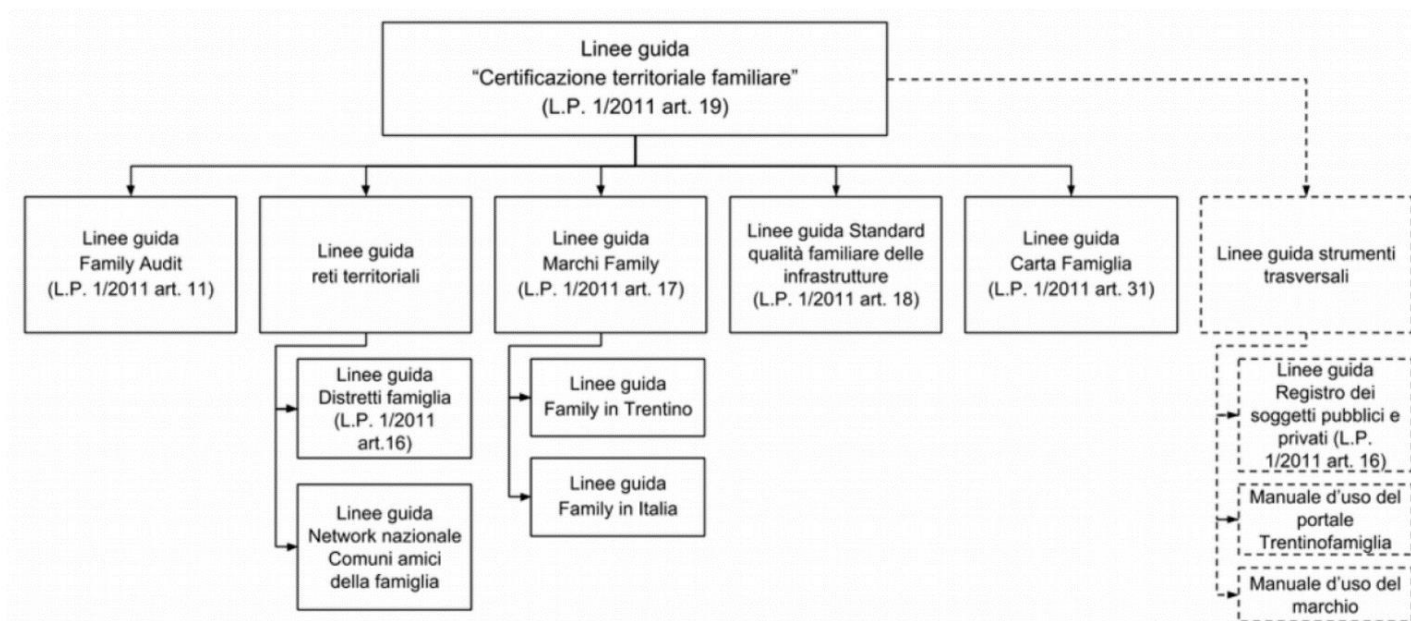 Linee guida
“Certificazione territoriale familiare”
(L.P. 1/2011 art. 19)
Linee guida
Family Audit
(L.P. 1/2011 art. 11)
Linee guida
reti territoriali
Linee guida
Marchi Family
(L.P. 1/2011 art. 17)
Linee guida Standard
qualità familiare delle
infrastrutture
(L.P. 1/2011 art. 18)
Linee guida
Carta Famiglia
(L.P. 1/2011 art. 31)
Linee guida strumenti
trasversali
Linee guida
Distretti famiglia
(L.P. 1/2011
art.16)
Linee guida
Network nazionale
Comuni amici
della famiglia
Linee guida
Family in Trentino
Linee guida
Family in Italia
Linee guida
Registro dei
soggetti pubblici e
privati (L.P.
1/2011 art. 16)
Manuale d’uso del
portale
Trentinofamiglia
Manuale d’uso del
marchio